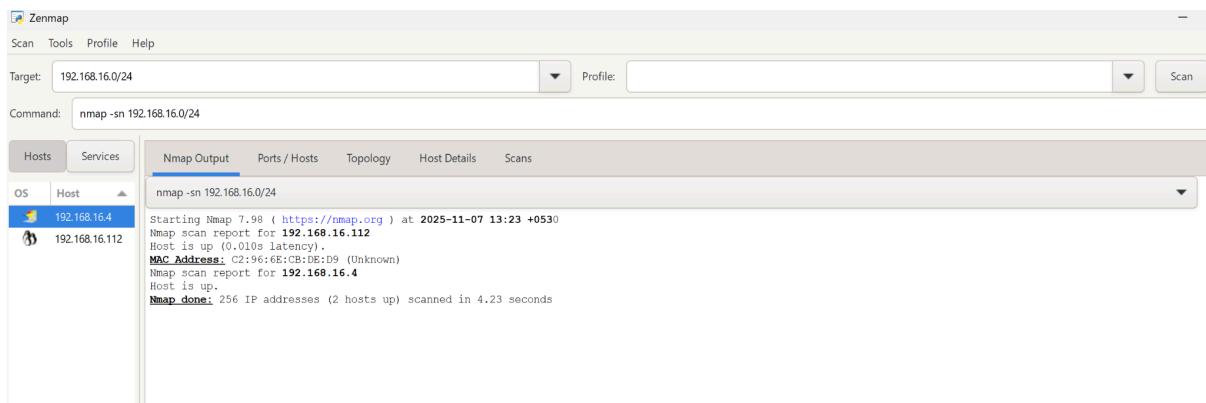 Zenmap
Scan Tools Profile Help
Target: 192.168.16.0/24 Profile: Scan
Command: nmap -sn 192.168.16.0/24
Hosts Services Nmap Output Ports / Hosts Topology Host Details Scans
OS Host nmap -sn 192.168.16.0/24
192.168.16.4
192.168.16.112
Starting Nmap 7.98 ( https://nmap.org ) at 2025-11-07 13:23 +0530
Nmap scan report for 192.168.16.112
Host is up (0.010s latency).
MAC Address: C2:96:6E:CB:DE:D9 (Unknown)
Nmap scan report for 192.168.16.4
Host is up.
Nmap done: 256 IP addresses (2 hosts up) scanned in 4.23 seconds